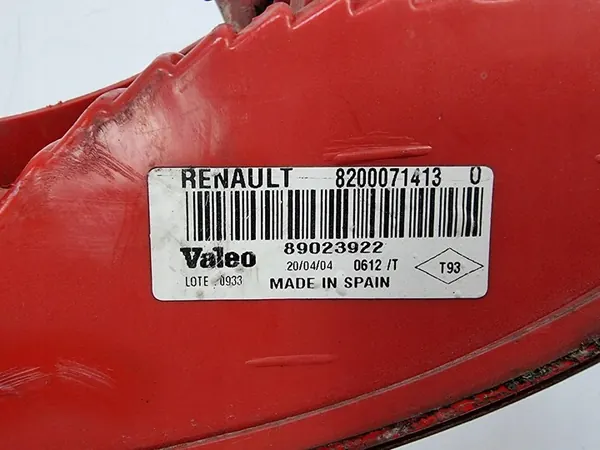 RENAULT 8200071413 0
89023922
Valeo 20/04/04 0612 /T T93
LOTE : 0933 MADE IN SPAIN